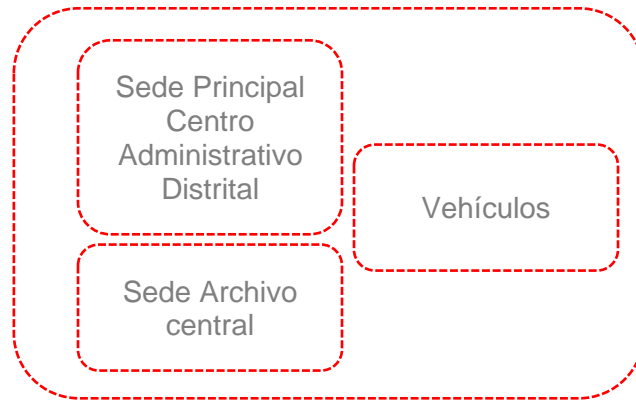 Sede Principal
Centro
Administrativo
Distrital
Vehículos
Sede Archivo
central